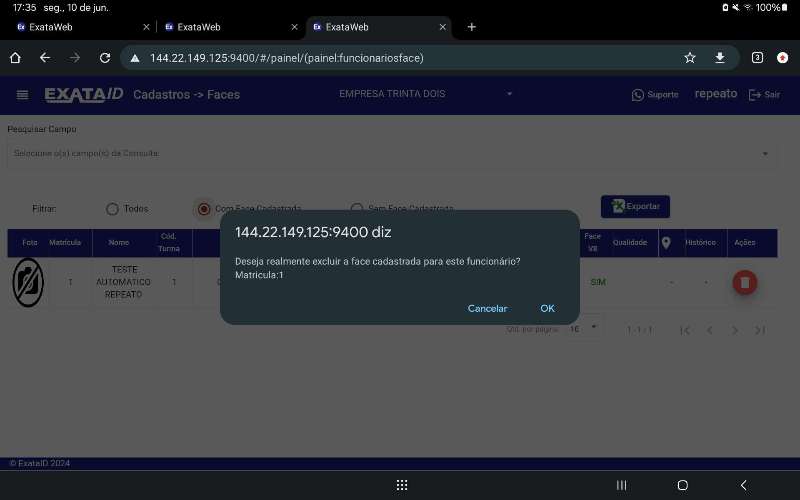 17:35 seg., 10 de jun.
100%
ExataWeb
ExataWeb
ExataWeb
144.22.149.125:9400/#/painel/(painel:funcionariosface)
3
EXATAID
Cadastros -> Faces
EMPRESA TRINTA DOIS
Suporte
repeato
Sair
Pesquisar Campo
Selecione o(s) campo(s) da Consulta
Filtrar:
Todos
Com Face Cadastrada
Sem Face Cadastrada
Exportar
Foto
Matrícula
Nome
Cód. Turma
Face V8
Qualidade
Histórico
Ações
1
TESTE
AUTOMATICO
REPEATO
1
SIM
-
-
144.22.149.125:9400 diz
Deseja realmente excluir a face cadastrada para este funcionário?
Matricula:1
Cancelar
OK
Qtd. por página:
10
1 - 1 / 1
© ExataID 2024